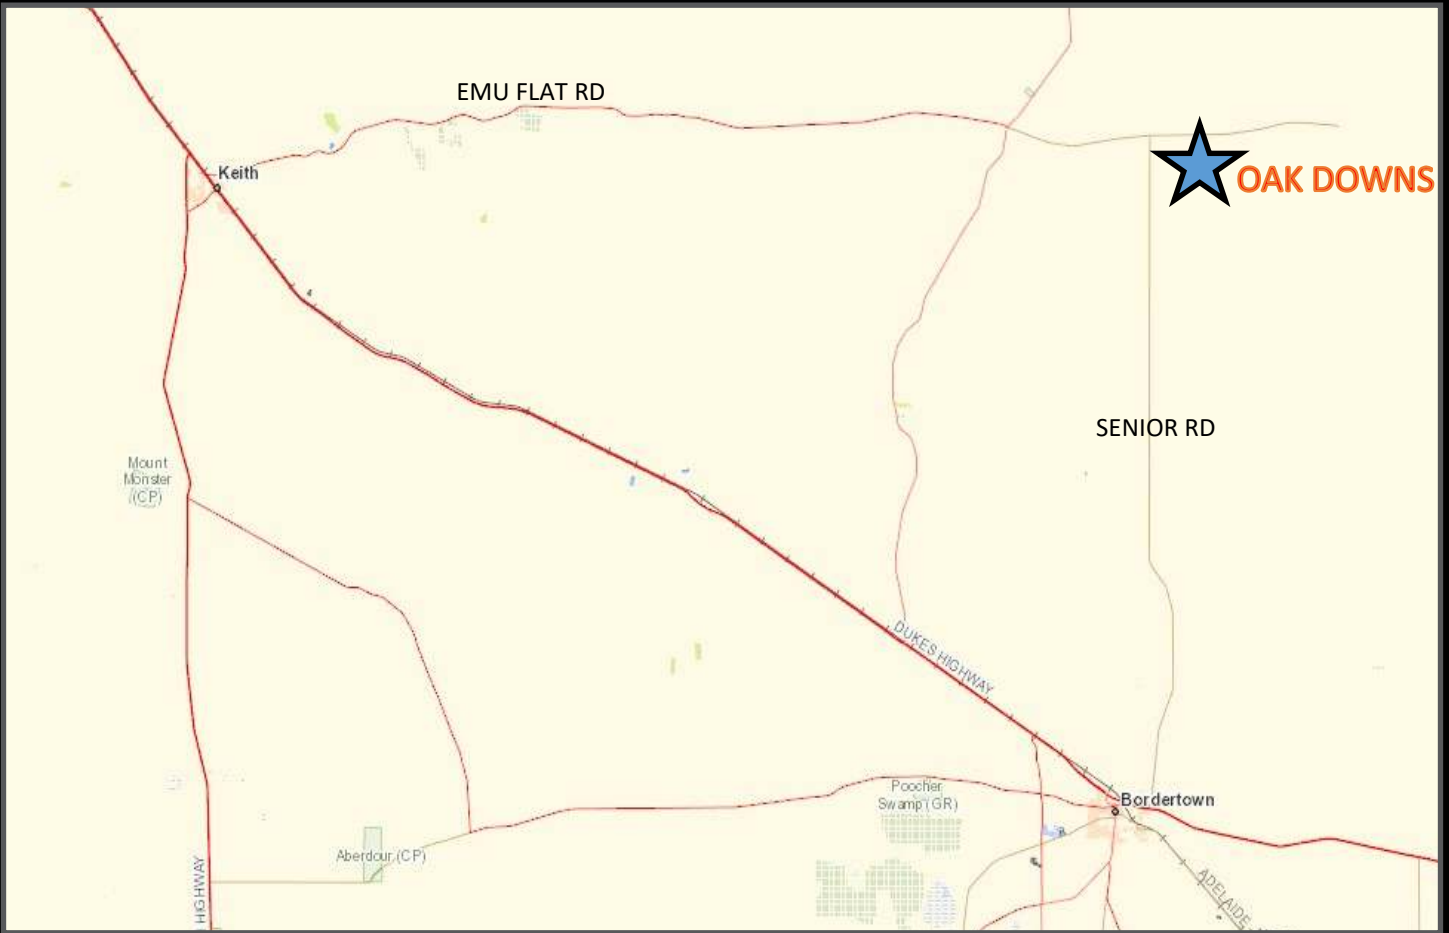 EMU FLAT RD
Keith
OAK DOWNS
4
SENIOR RD
Mount
Monster
(CP)
DUKES HIGHWAY
Poocher
Swamp (GR)
Bordertown
Aberdour (CP)
HIGHWAY
ADELAIDE